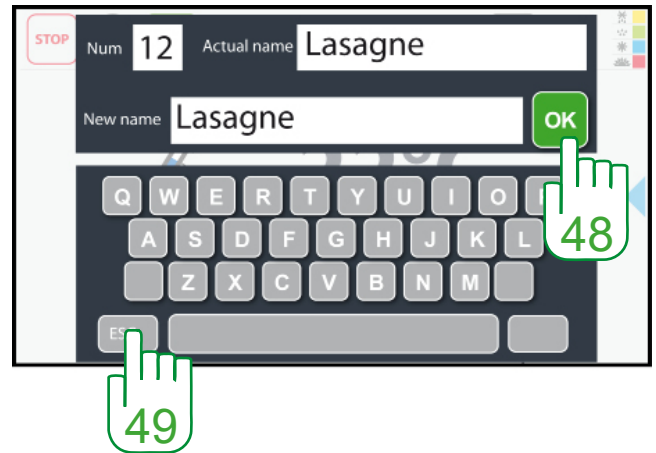 STOP Num 12 Actual name Lasagne
New name Lasagne OK
Q W E R T Y U I O
A S D F G H J K L 48
Z X C V B N M
49